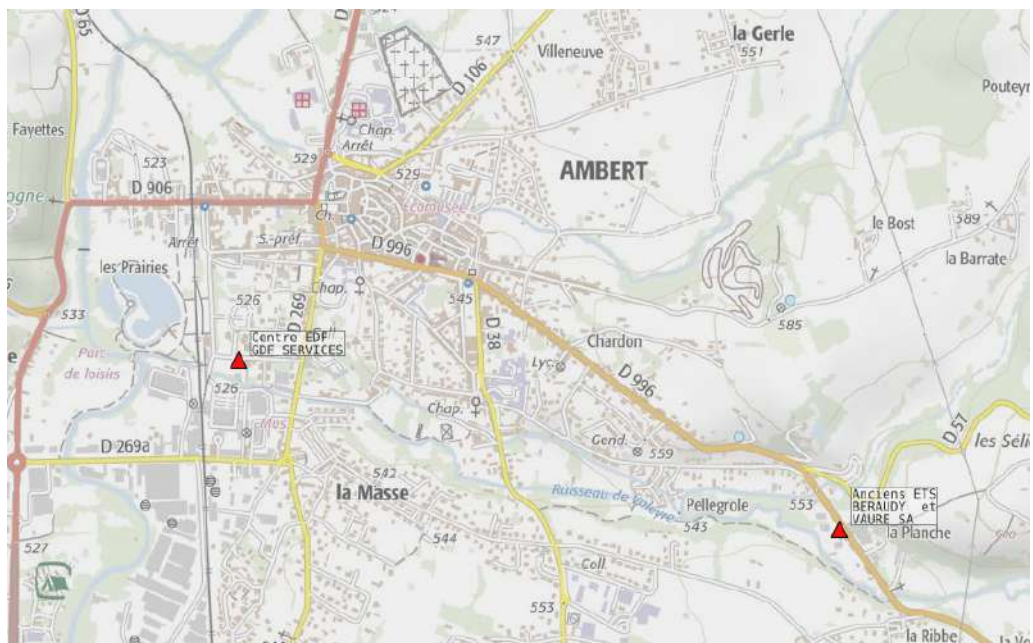 D 65
524
547
Villeneuve
la Gerle
551
D 106
Pouteyr
Fayettes
Chap.
Arrêt
523
529
529
AMBERT
D 906
Écomusée
Ch.
589
le Bost
la Barrate
Arrêt
S.-préf.
D 996
les Prairies
Chap.
545
526
D 269
533
585
Centre EDF
GDF SERVICES
Coll.
D 38
Chardon
Parc
de loisirs
526
Lyc.
D 996
Chap.
Mus.
D 57
D 269a
Gend.
559
les Séli
542
la Masse
Ruisseau de Valeyre
Pellegrole
553
Anciens ETS
BERAUDY et
VAURE SA
543
544
la Planche
527
Coll.
553
la Ribbe